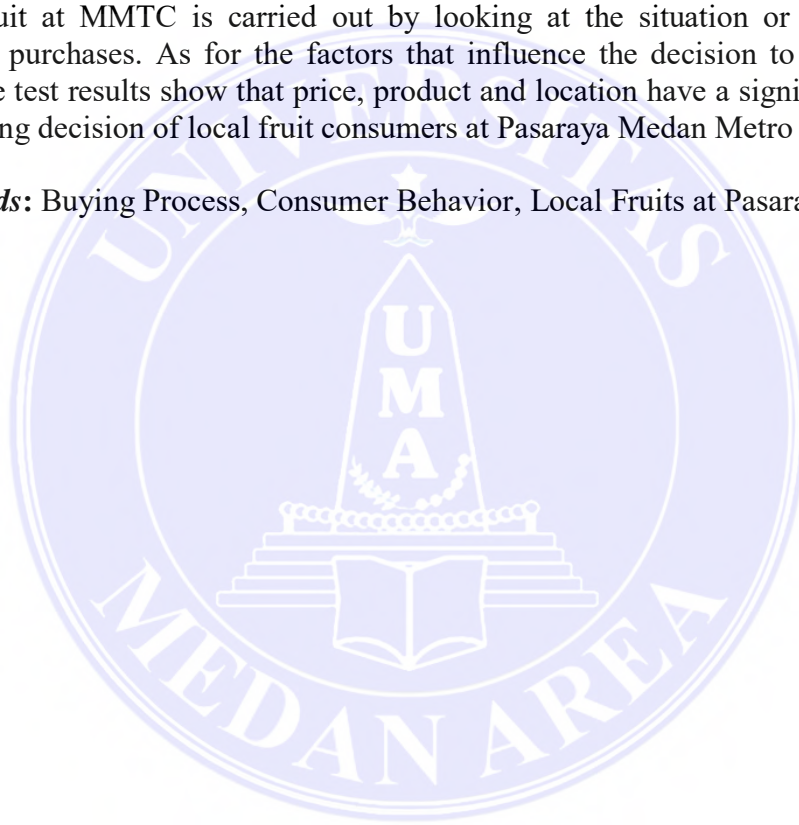 uit at MMTC is carried out by looking at the situation or
purchases. As for the factors that influence the decision to
e test results show that price, product and location have a signi
ng decision of local fruit consumers at Pasaraya Medan Metro
ds: Buying Process, Consumer Behavior, Local Fruits at Pasara
UNIVERSITAS
UMA
MEDAN AREA